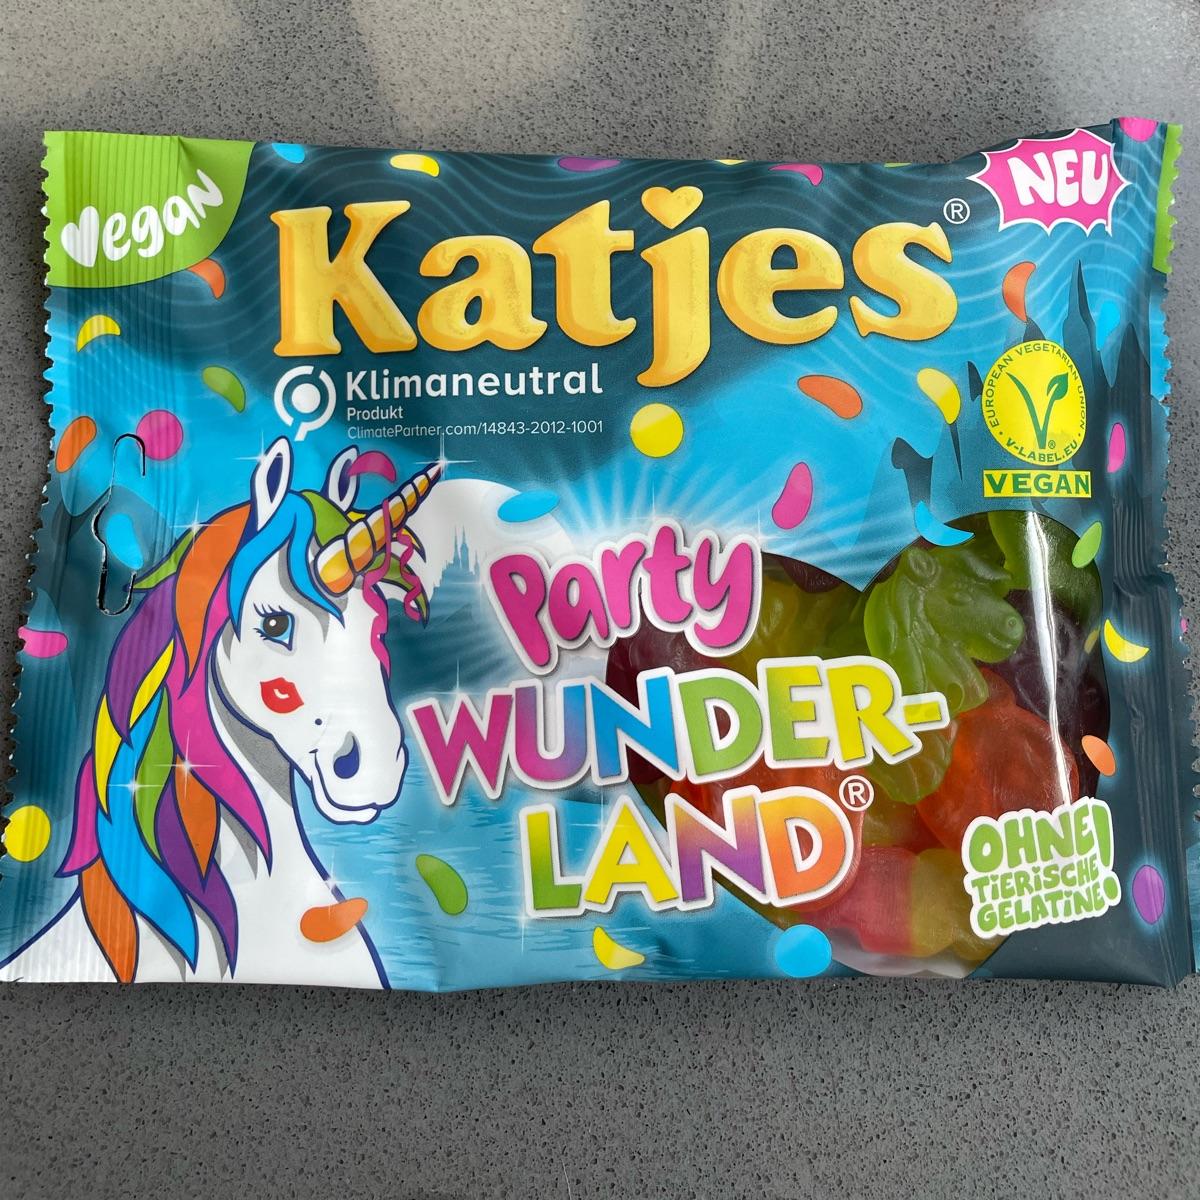 Vegan
Katjes®
NEU
Klimaneutral
Produkt
ClimatePartner.com/14843-2012-1001
EUROPEAN VEGETARIAN UNION
V-LABEL.EU
®
VEGAN
Party
WUNDER-
LAND®
OHNE
TIERISCHE
GELATINE!